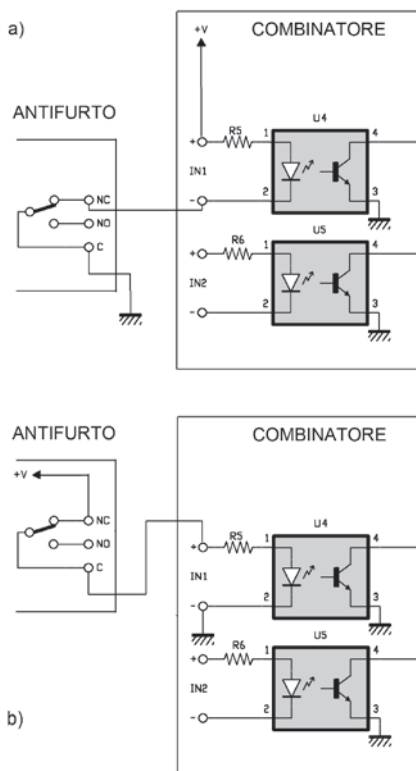 a)
COMBINATORE
+V
ANTIFURTO
U4
+ R5 1 4
NC
IN1
NO
- 2 3
C
U5
+ R6 1 4
IN2
- 2 3
ANTIFURTO
COMBINATORE
+V
U4
NC
+ R5 1 4
NO
IN1
C
- 2 3
U5
+ R6 1 4
IN2
- 2 3
b)